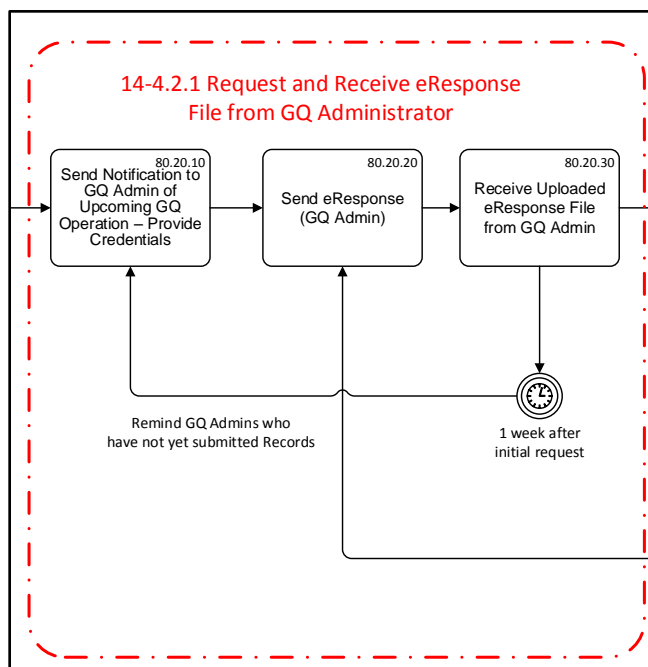 14-4.2.1 Request and Receive eResponse
File from GQ Administrator
80.20.10
Send Notification to
GQ Admin of
Upcoming GQ
Operation – Provide
Credentials
80.20.20
Send eResponse
(GQ Admin)
80.20.30
Receive Uploaded
eResponse File
from GQ Admin
Remind GQ Admins who
have not yet submitted Records
1 week after
initial request